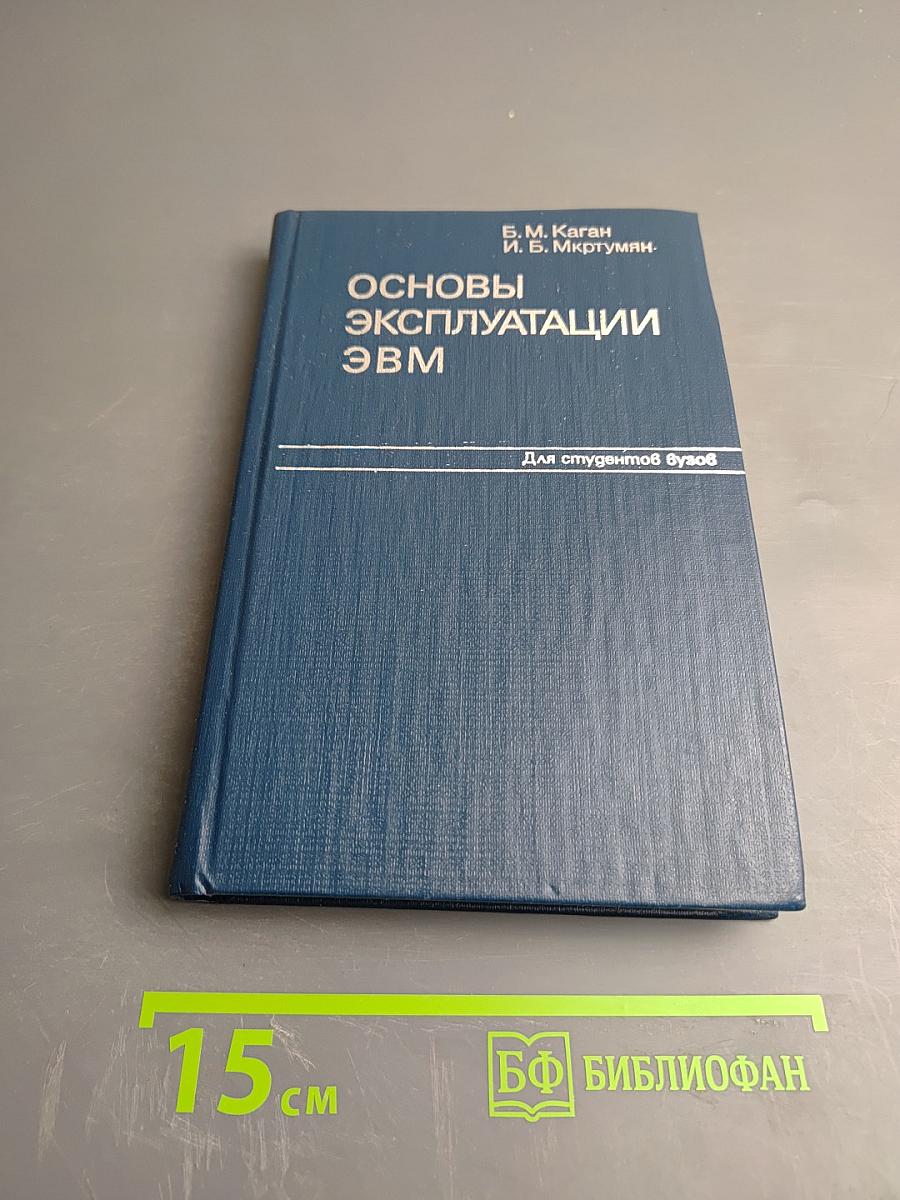 Б. М. Каган
И. Б. Мкртумян
ОСНОВЫ
ЭКСПЛУАТАЦИИ
ЭВМ
Для студентов вузов
15 см
БФ БИБЛИОФАН